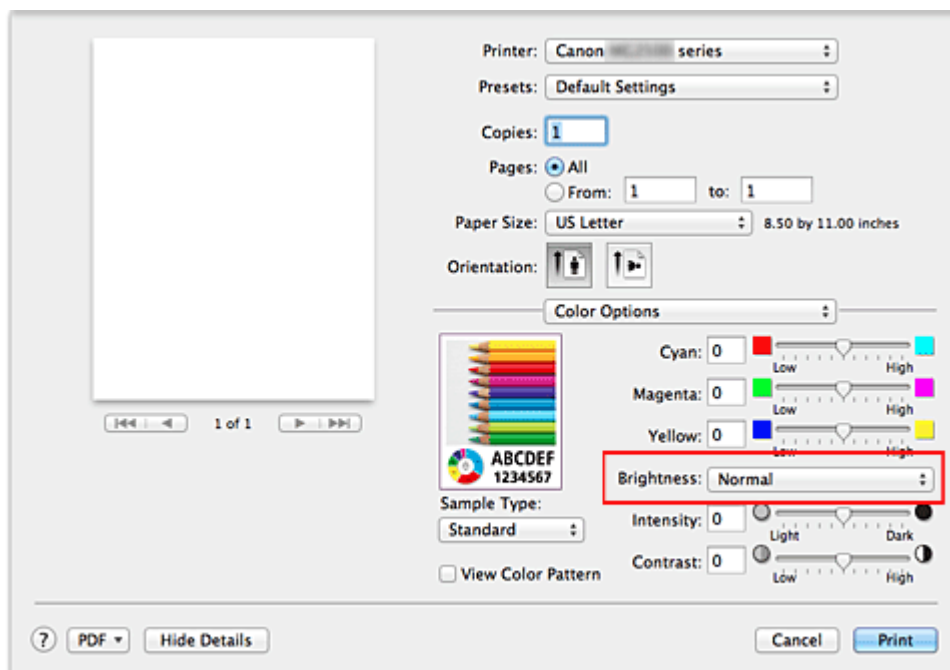 Printer: Canon series
Presets: Default Settings
Copies: 1
Pages: All
From: 1 to: 1
Paper Size: US Letter 8.50 by 11.00 inches
Orientation:
Color Options
1 of 1
ABCDEF
1234567
Sample Type:
Standard
View Color Pattern
Cyan: 0
Low High
Magenta: 0
Low High
Yellow: 0
Low High
Brightness: Normal
Intensity: 0
Light Dark
Contrast: 0
Low High
? PDF Hide Details Cancel Print